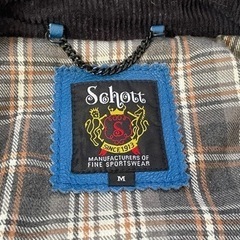 Schott
S
SINCE 1913
MANUFACTURERS OF
FINE SPORTSWEAR
M